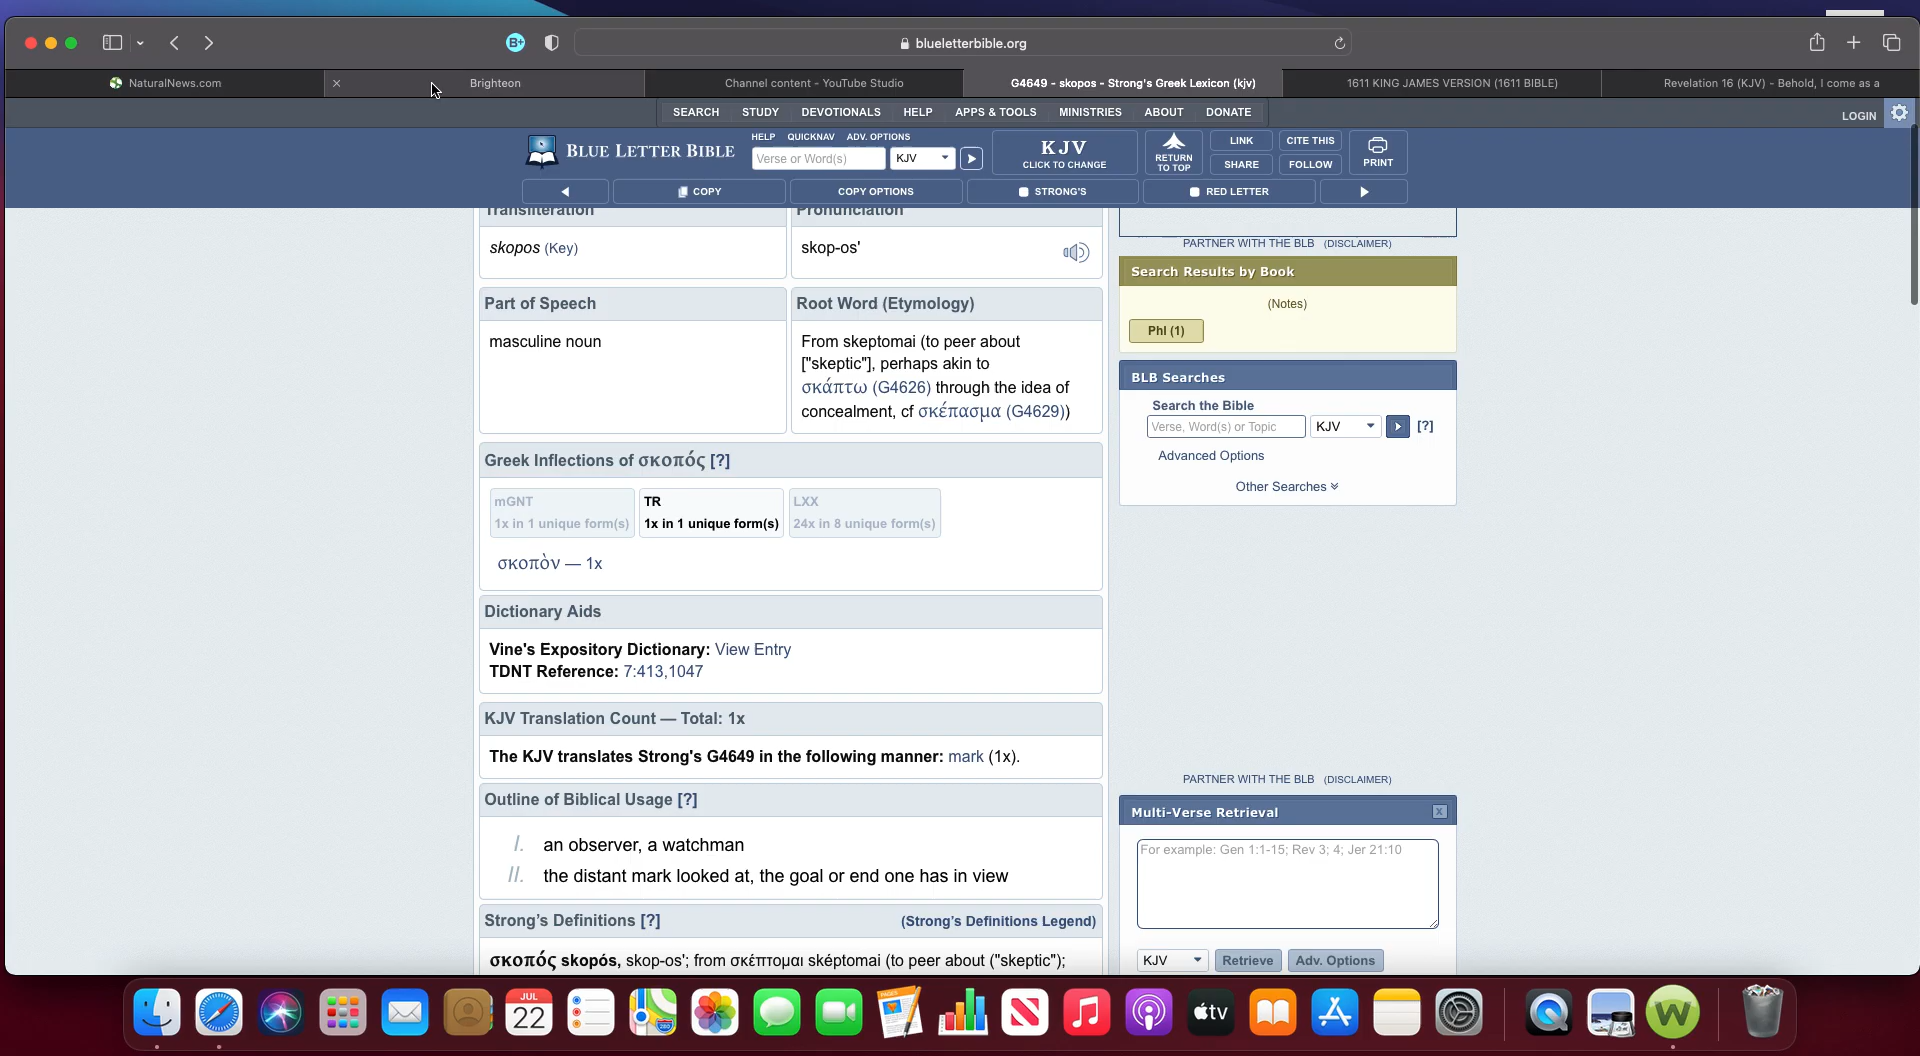 blueletterbible.org
NaturalNews.com
Brighteon
Channel content - YouTube Studio
G4649 - skopos - Strong's Greek Lexicon (kjv)
1611 KING JAMES VERSION (1611 BIBLE)
Revelation 16 (KJV) - Behold, I come as a
SEARCH STUDY DEVOTIONALS HELP APPS & TOOLS MINISTRIES ABOUT DONATE
LOGIN
BLUE LETTER BIBLE
HELP QUICKNAV ADV. OPTIONS
Verse or Word(s)
KJV
KJV
CLICK TO CHANGE
RETURN
TO TOP
LINK
CITE THIS
SHARE
FOLLOW
PRINT
COPY
COPY OPTIONS
STRONG'S
RED LETTER
Transliteration
Pronunciation
skopos (Key)
skop-os'
Part of Speech
Root Word (Etymology)
masculine noun
From skeptomai (to peer about
["skeptic"], perhaps akin to
σκάπτω (G4626) through the idea of
concealment, cf σκέπασμα (G4629))
Greek Inflections of σκοπός [?]
mGNT
1x in 1 unique form(s)
TR
1x in 1 unique form(s)
LXX
24x in 8 unique form(s)
σκοπὸν — 1x
Dictionary Aids
Vine's Expository Dictionary: View Entry
TDNT Reference: 7:413,1047
KJV Translation Count — Total: 1x
The KJV translates Strong's G4649 in the following manner: mark (1x).
Outline of Biblical Usage [?]
I. an observer, a watchman
II. the distant mark looked at, the goal or end one has in view
Strong's Definitions [?]
(Strong's Definitions Legend)
σκοπός skopós, skop-os'; from σκέπτομαι sképtomai (to peer about ("skeptic");
PARTNER WITH THE BLB (DISCLAIMER)
Search Results by Book
(Notes)
Phl (1)
BLB Searches
Search the Bible
Verse, Word(s) or Topic
KJV
[?]
Advanced Options
Other Searches
PARTNER WITH THE BLB (DISCLAIMER)
Multi-Verse Retrieval
x
For example: Gen 1:1-15; Rev 3; 4; Jer 21:10
KJV
Retrieve
Adv. Options
JUL
22
PAGES
280
tv
W